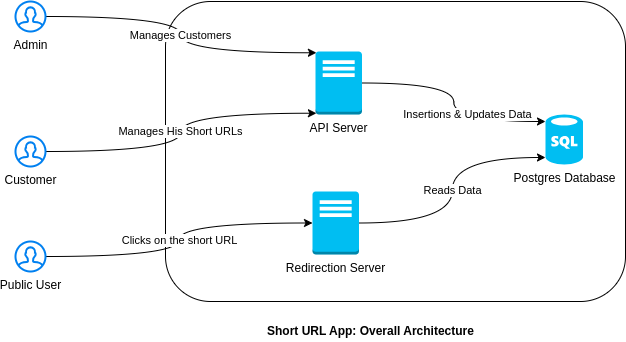 Admin
Manages Customers
API Server
Insertions & Updates Data
SQL
Postgres Database
Customer
Manages His Short URLs
Reads Data
Public User
Clicks on the short URL
Redirection Server
Short URL App: Overall Architecture